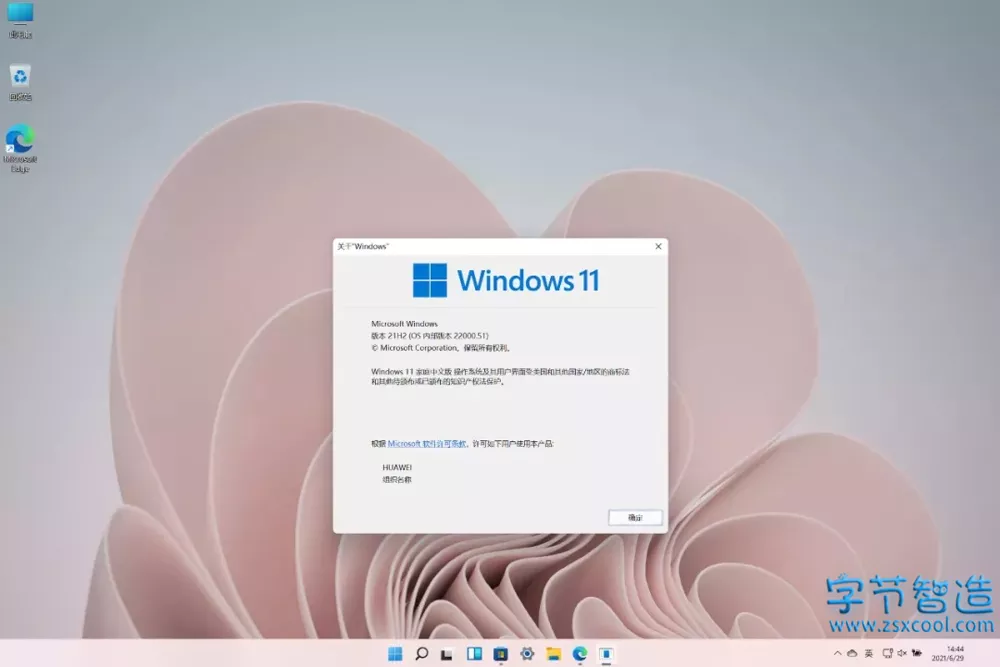 此电脑
回收站
Microsoft
Edge
关于"Windows"
Windows 11
Microsoft Windows
版本 21H2 (OS 内部版本 22000.51)
© Microsoft Corporation。保留所有权利。
Windows 11 家庭中文版 操作系统及其用户界面受美国和其他国家/地区的商标法
和其他待颁布或已颁布的知识产权法保护。
根据 Microsoft 软件许可条款，许可如下用户使用本产品:
HUAWEI
组织名称
确定
字节智造
www.zsxcool.com
英
14:44
2021/6/29